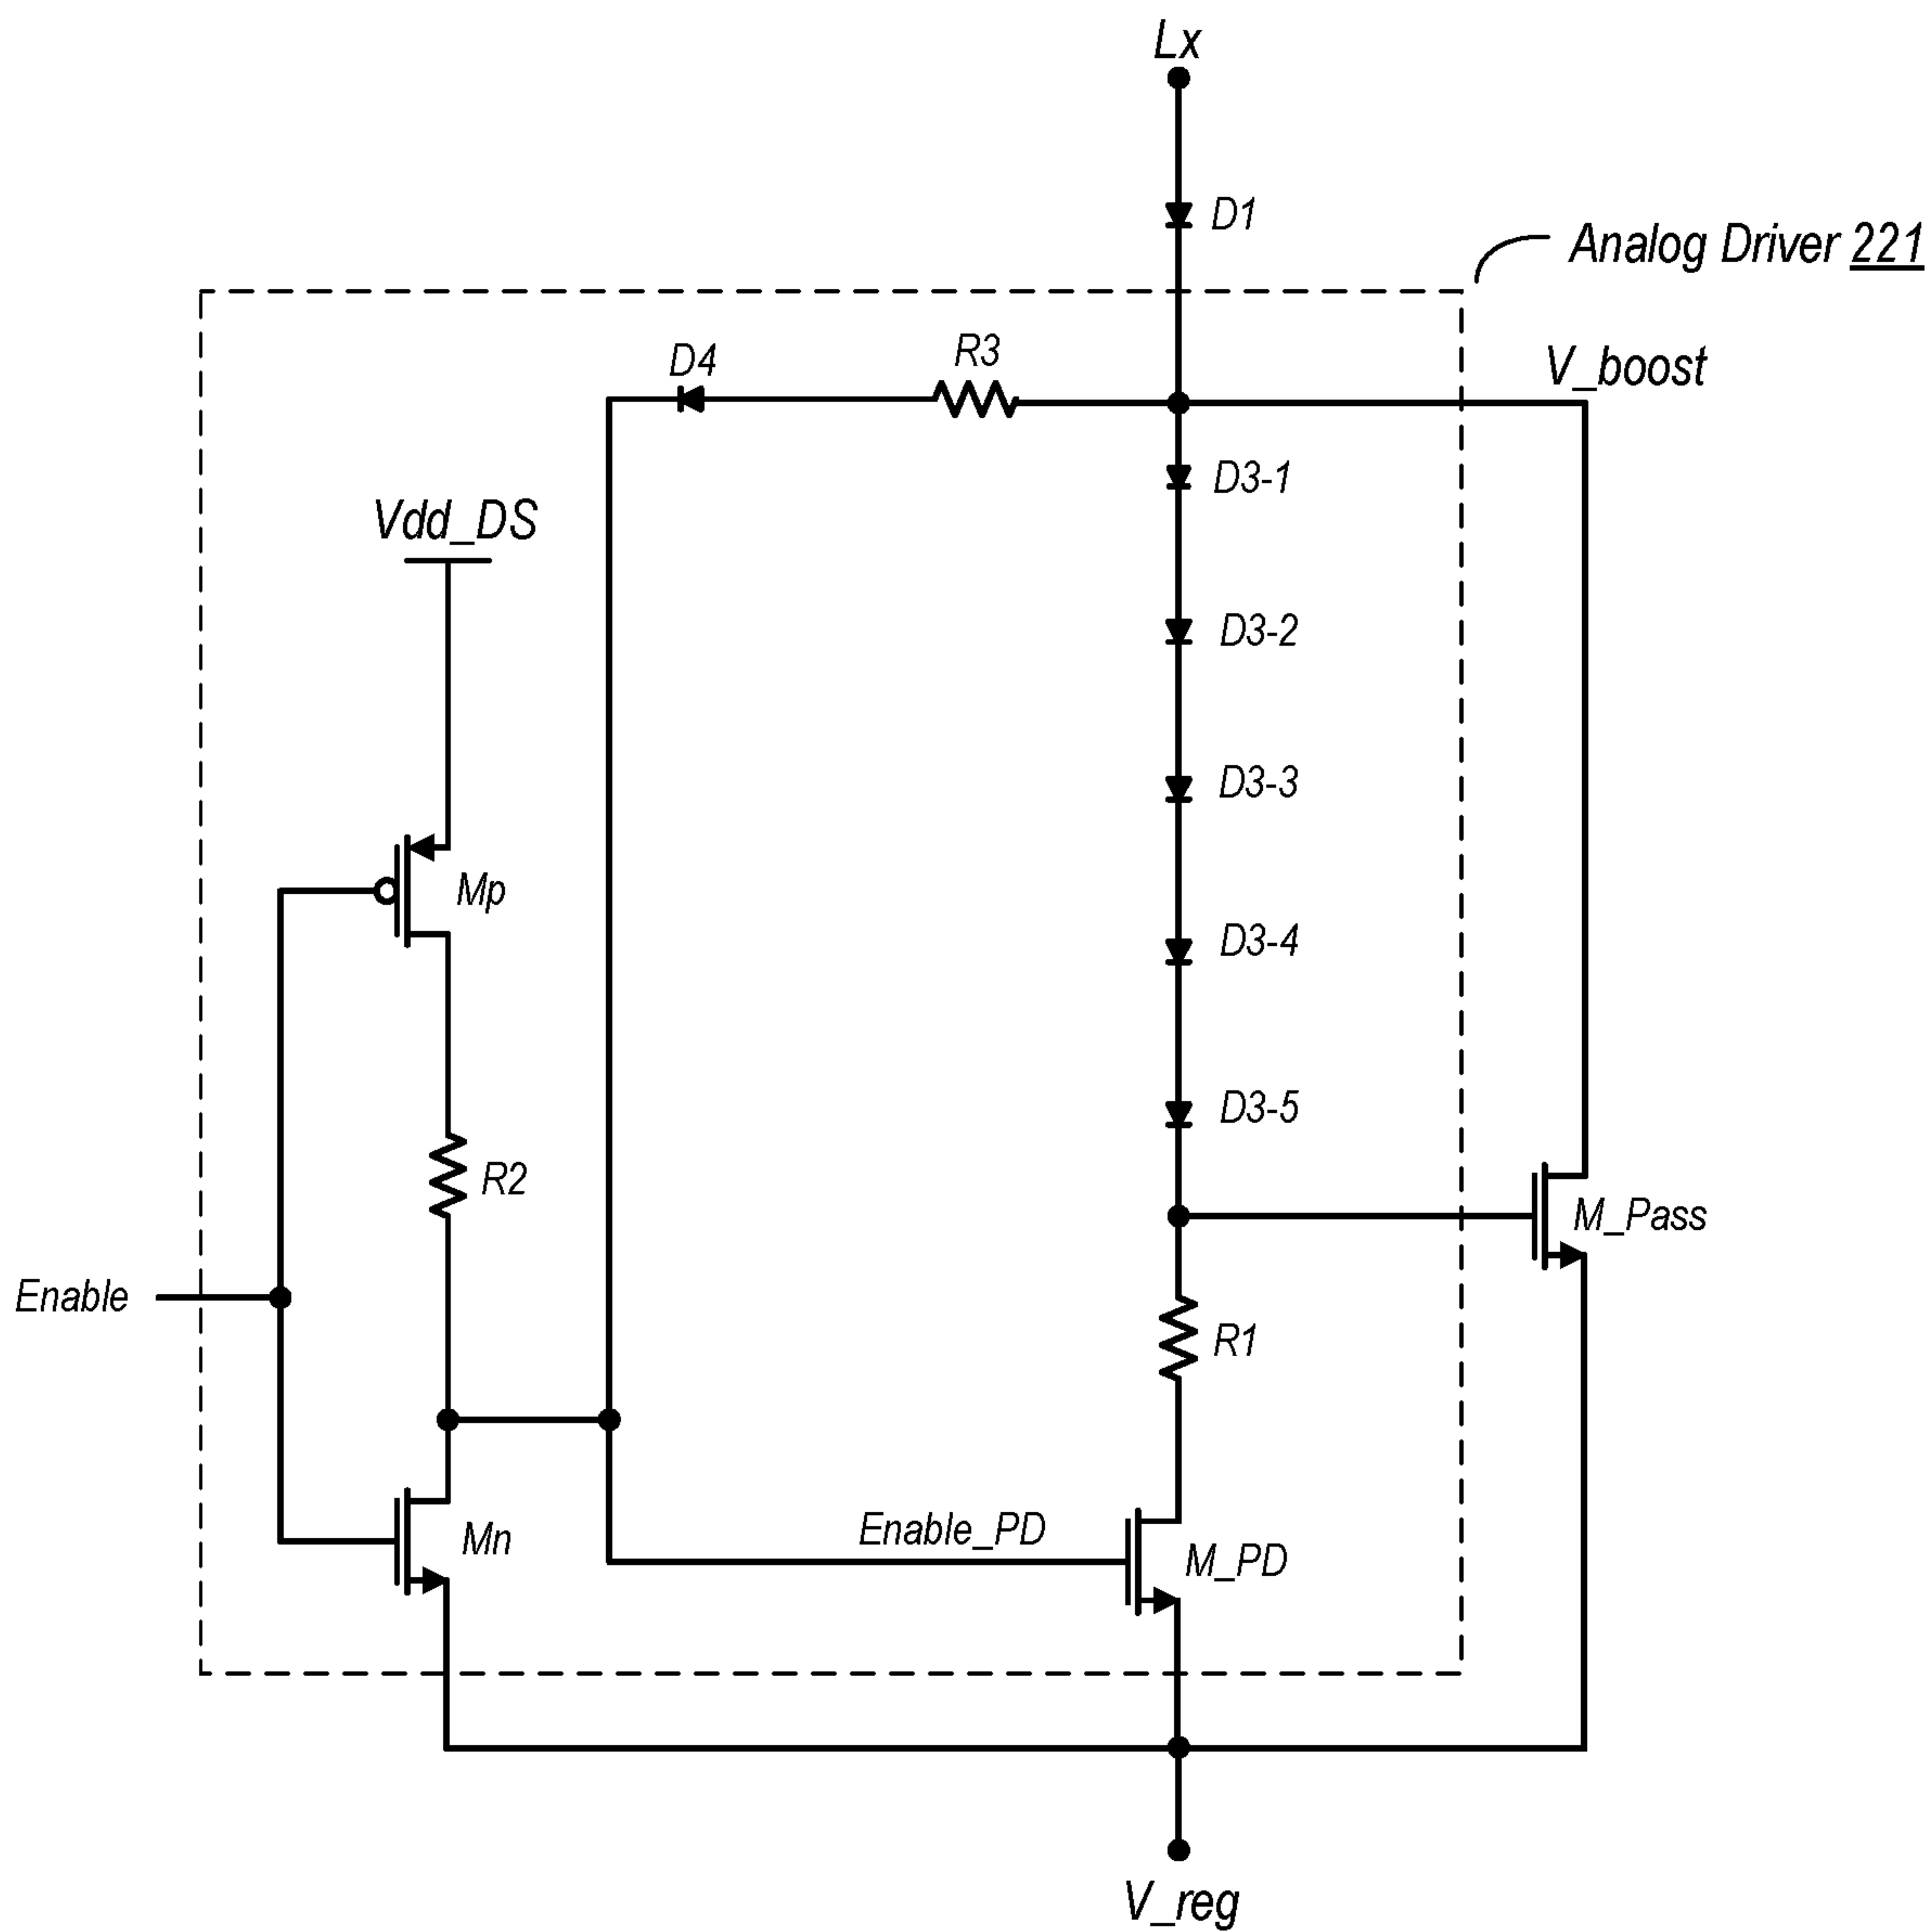 Lx
D1
Analog Driver 221
D4
R3
V_boost
D3-1
Vdd_DS
D3-2
D3-3
Mp
D3-4
D3-5
R2
M_Pass
Enable
R1
Mn
Enable_PD
M_PD
V_reg